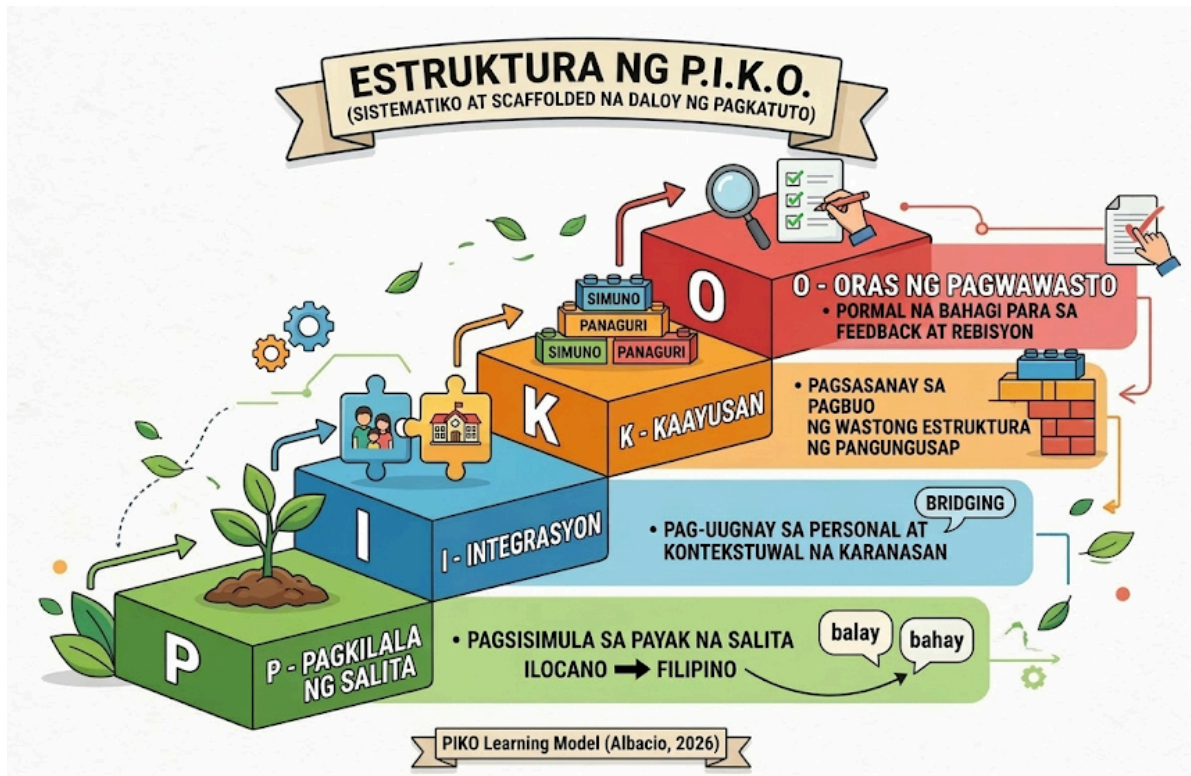 ESTRUKTURA NG P.I.K.O.
(SISTEMATIKO AT SCAFFOLDED NA DALOY NG PAGKATUTO)
O
O - ORAS NG PAGWAWASTO
• PORMAL NA BAHAGI PARA SA
FEEDBACK AT REBISYON
SIMUNO
PANAGURI
SIMUNO PANAGURI
K
K - KAAYUSAN
• PAGSASANAY SA
PAGBUO
NG WASTONG ESTRUKTURA
NG PANGUNGUSAP
I
I - INTEGRASYON
BRIDGING
• PAG-UUGNAY SA PERSONAL AT
KONTEKSTUWAL NA KARANASAN
P
P - PAGKILALA
NG SALITA
• PAGSISIMULA SA PAYAK NA SALITA
ILOCANO ➡ FILIPINO
balay
bahay
PIKO Learning Model (Albacio, 2026)